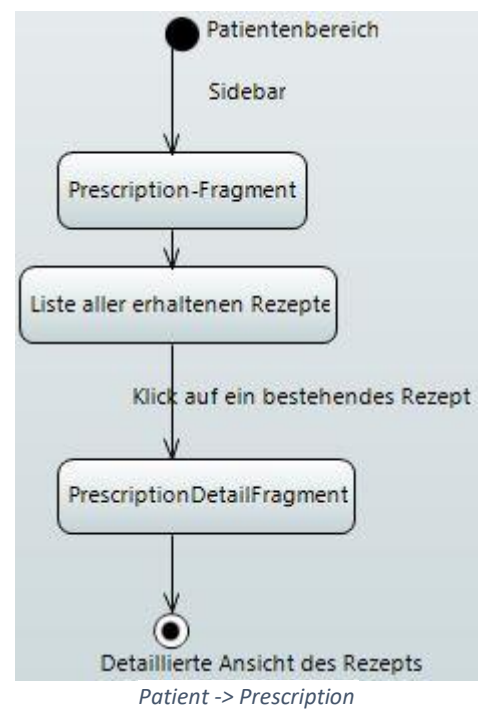 Patientenbereich
Sidebar
Prescription-Fragment
Liste aller erhaltenen Rezepte
Klick auf ein bestehendes Rezept
PrescriptionDetailFragment
Detaillierte Ansicht des Rezepts
Patient -> Prescription